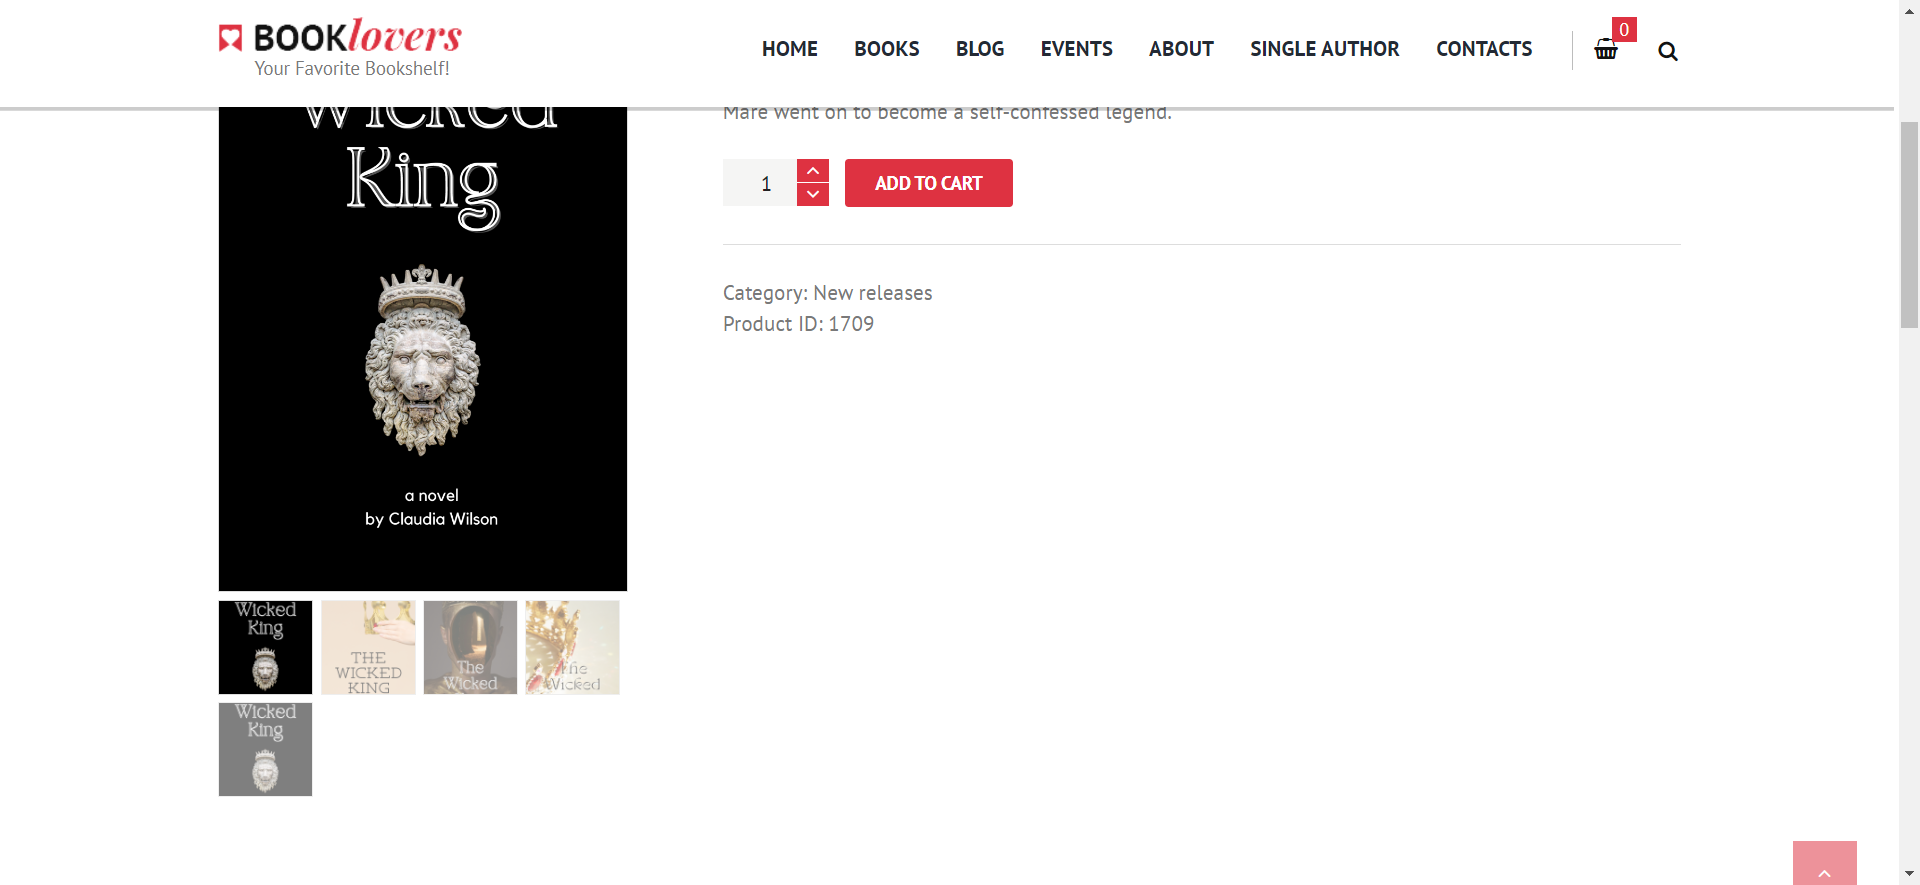 BOOKlovers
Your Favorite Bookshelf!
HOME BOOKS BLOG EVENTS ABOUT SINGLE AUTHOR CONTACTS
0
Mare went on to become a self-confessed legend.
1
ADD TO CART
Category: New releases
Product ID: 1709
Wicked
King
a novel
by Claudia Wilson
Wicked
King
THE
WICKED
KING
The
Wicked
The
Wicked
Wicked
King